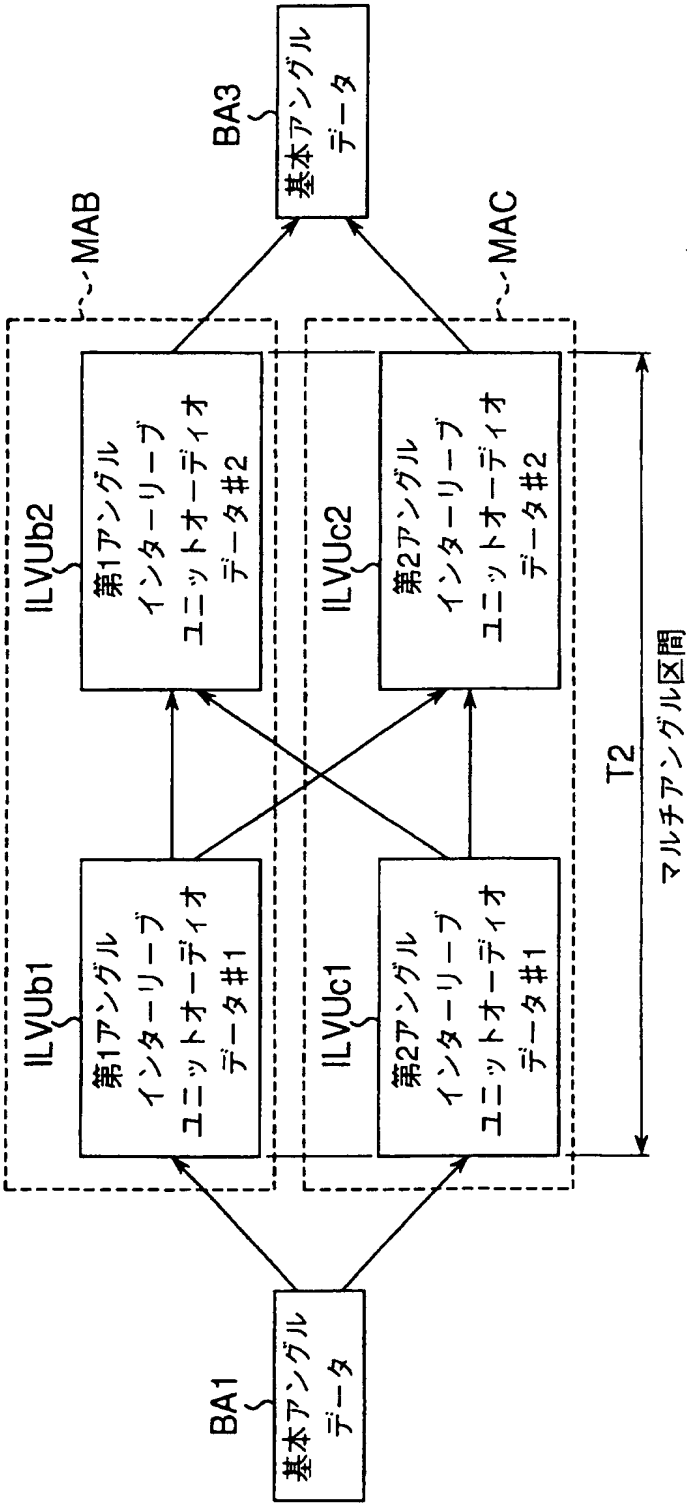 BA1
基本アングル
データ
MAB
ILVUb1
第1アングル
インターリーブ
ユニットオーディオ
データ#1
ILVUb2
第1アングル
インターリーブ
ユニットオーディオ
データ#2
ILVUc1
第2アングル
インターリーブ
ユニットオーディオ
データ#1
ILVUc2
第2アングル
インターリーブ
ユニットオーディオ
データ#2
MAC
BA3
基本アングル
データ
T2
マルチアングル区間